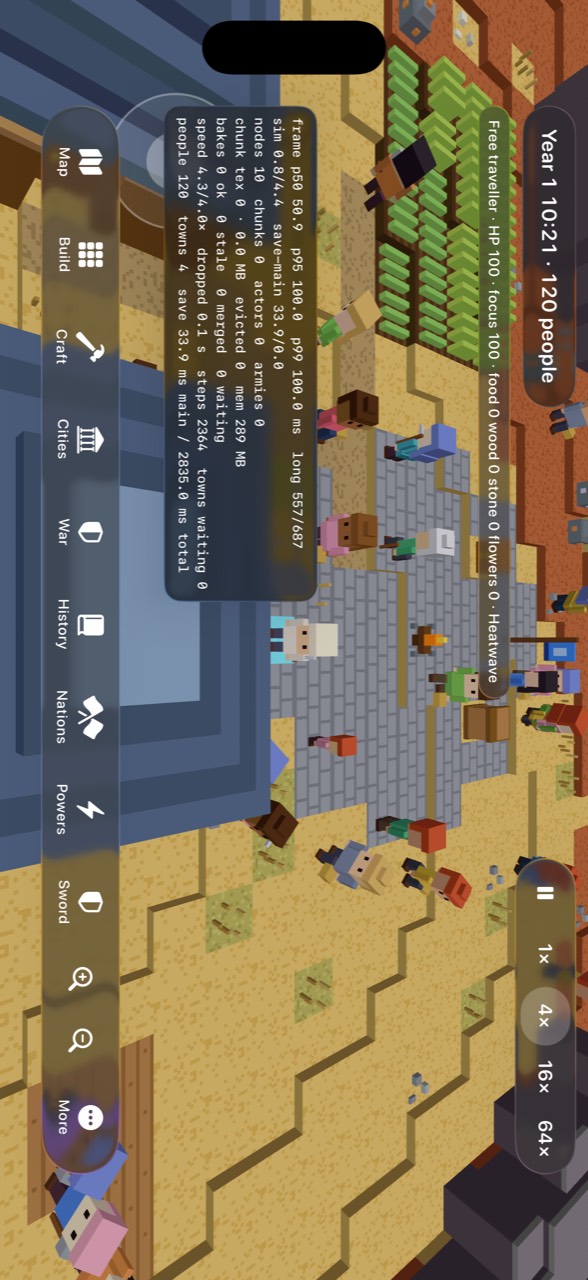 Year 1 10:21 · 120 people
Free traveller · HP 100 · focus 100 · food 0 wood 0 stone 0 flowers 0 · Heatwave
1×
4×
16×
64×
frame p50 50.9 p95 100.0 p99 100.0 ms long 557/687
sim 0.8/4.4 save-main 33.9/0.0
nodes 10 chunks 0 actors 0 armies 0
chunk tex 0 · 0.0 MB evicted 0 mem 289 MB
bakes 0 ok 0 stale 0 merged 0 waiting
speed 4.3/4.0× dropped 0.1 s steps 2364 towns waiting 0
people 120 towns 4 save 33.9 ms main / 2835.0 ms total
Map
Build
Craft
Cities
War
History
Nations
Powers
Sword
More